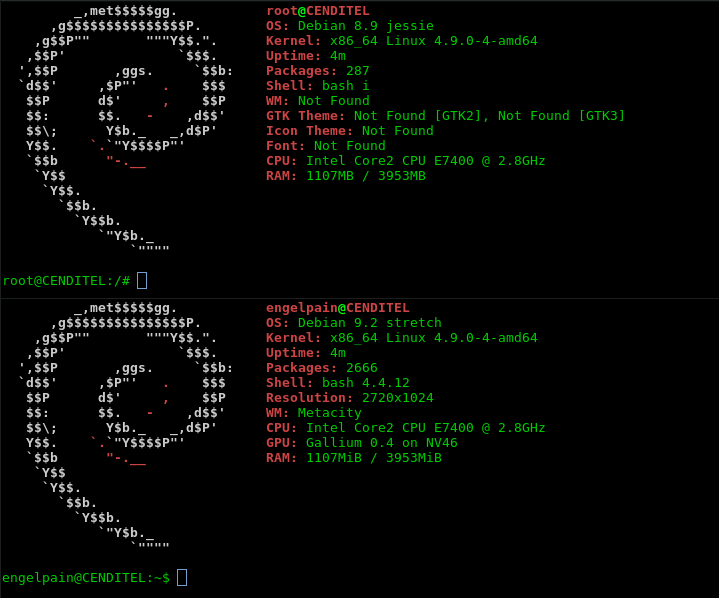 _,met$$$$$gg.           root@CENDITEL
      ,g$$$$$$$$$$$$$$$P.        OS: Debian 8.9 jessie
    ,g$$P""       """Y$$.".      Kernel: x86_64 Linux 4.9.0-4-amd64
   ,$$P'              `$$$.      Uptime: 4m
  ',$$P       ,ggs.     `$$b:    Packages: 287
  `d$$'     ,$P"'   .    $$$     Shell: bash i
   $$P      d$'     ,    $$P     WM: Not Found
   $$:      $$.   -    ,d$$'     GTK Theme: Not Found [GTK2], Not Found [GTK3]
   $$\;      Y$b._   _,d$P'      Icon Theme: Not Found
   Y$$.    `.`"Y$$$$P"'          Font: Not Found
   `$$b      "-.__               CPU: Intel Core2 CPU E7400 @ 2.8GHz
    `Y$$                         RAM: 1107MB / 3953MB
     `Y$$.
       `$$b.
         `Y$$b.
            `"Y$b._
                `""""
root@CENDITEL:/#
         _,met$$$$$gg.           engelpain@CENDITEL
      ,g$$$$$$$$$$$$$$$P.        OS: Debian 9.2 stretch
    ,g$$P""       """Y$$.".      Kernel: x86_64 Linux 4.9.0-4-amd64
   ,$$P'              `$$$.      Uptime: 4m
  ',$$P       ,ggs.     `$$b:    Packages: 2666
  `d$$'     ,$P"'   .    $$$     Shell: bash 4.4.12
   $$P      d$'     ,    $$P     Resolution: 2720x1024
   $$:      $$.   -    ,d$$'     WM: Metacity
   $$\;      Y$b._   _,d$P'      CPU: Intel Core2 CPU E7400 @ 2.8GHz
   Y$$.    `.`"Y$$$$P"'          GPU: Gallium 0.4 on NV46
   `$$b      "-.__               RAM: 1107MiB / 3953MiB
    `Y$$
     `Y$$.
       `$$b.
         `Y$$b.
            `"Y$b._
                `""""
engelpain@CENDITEL:~$